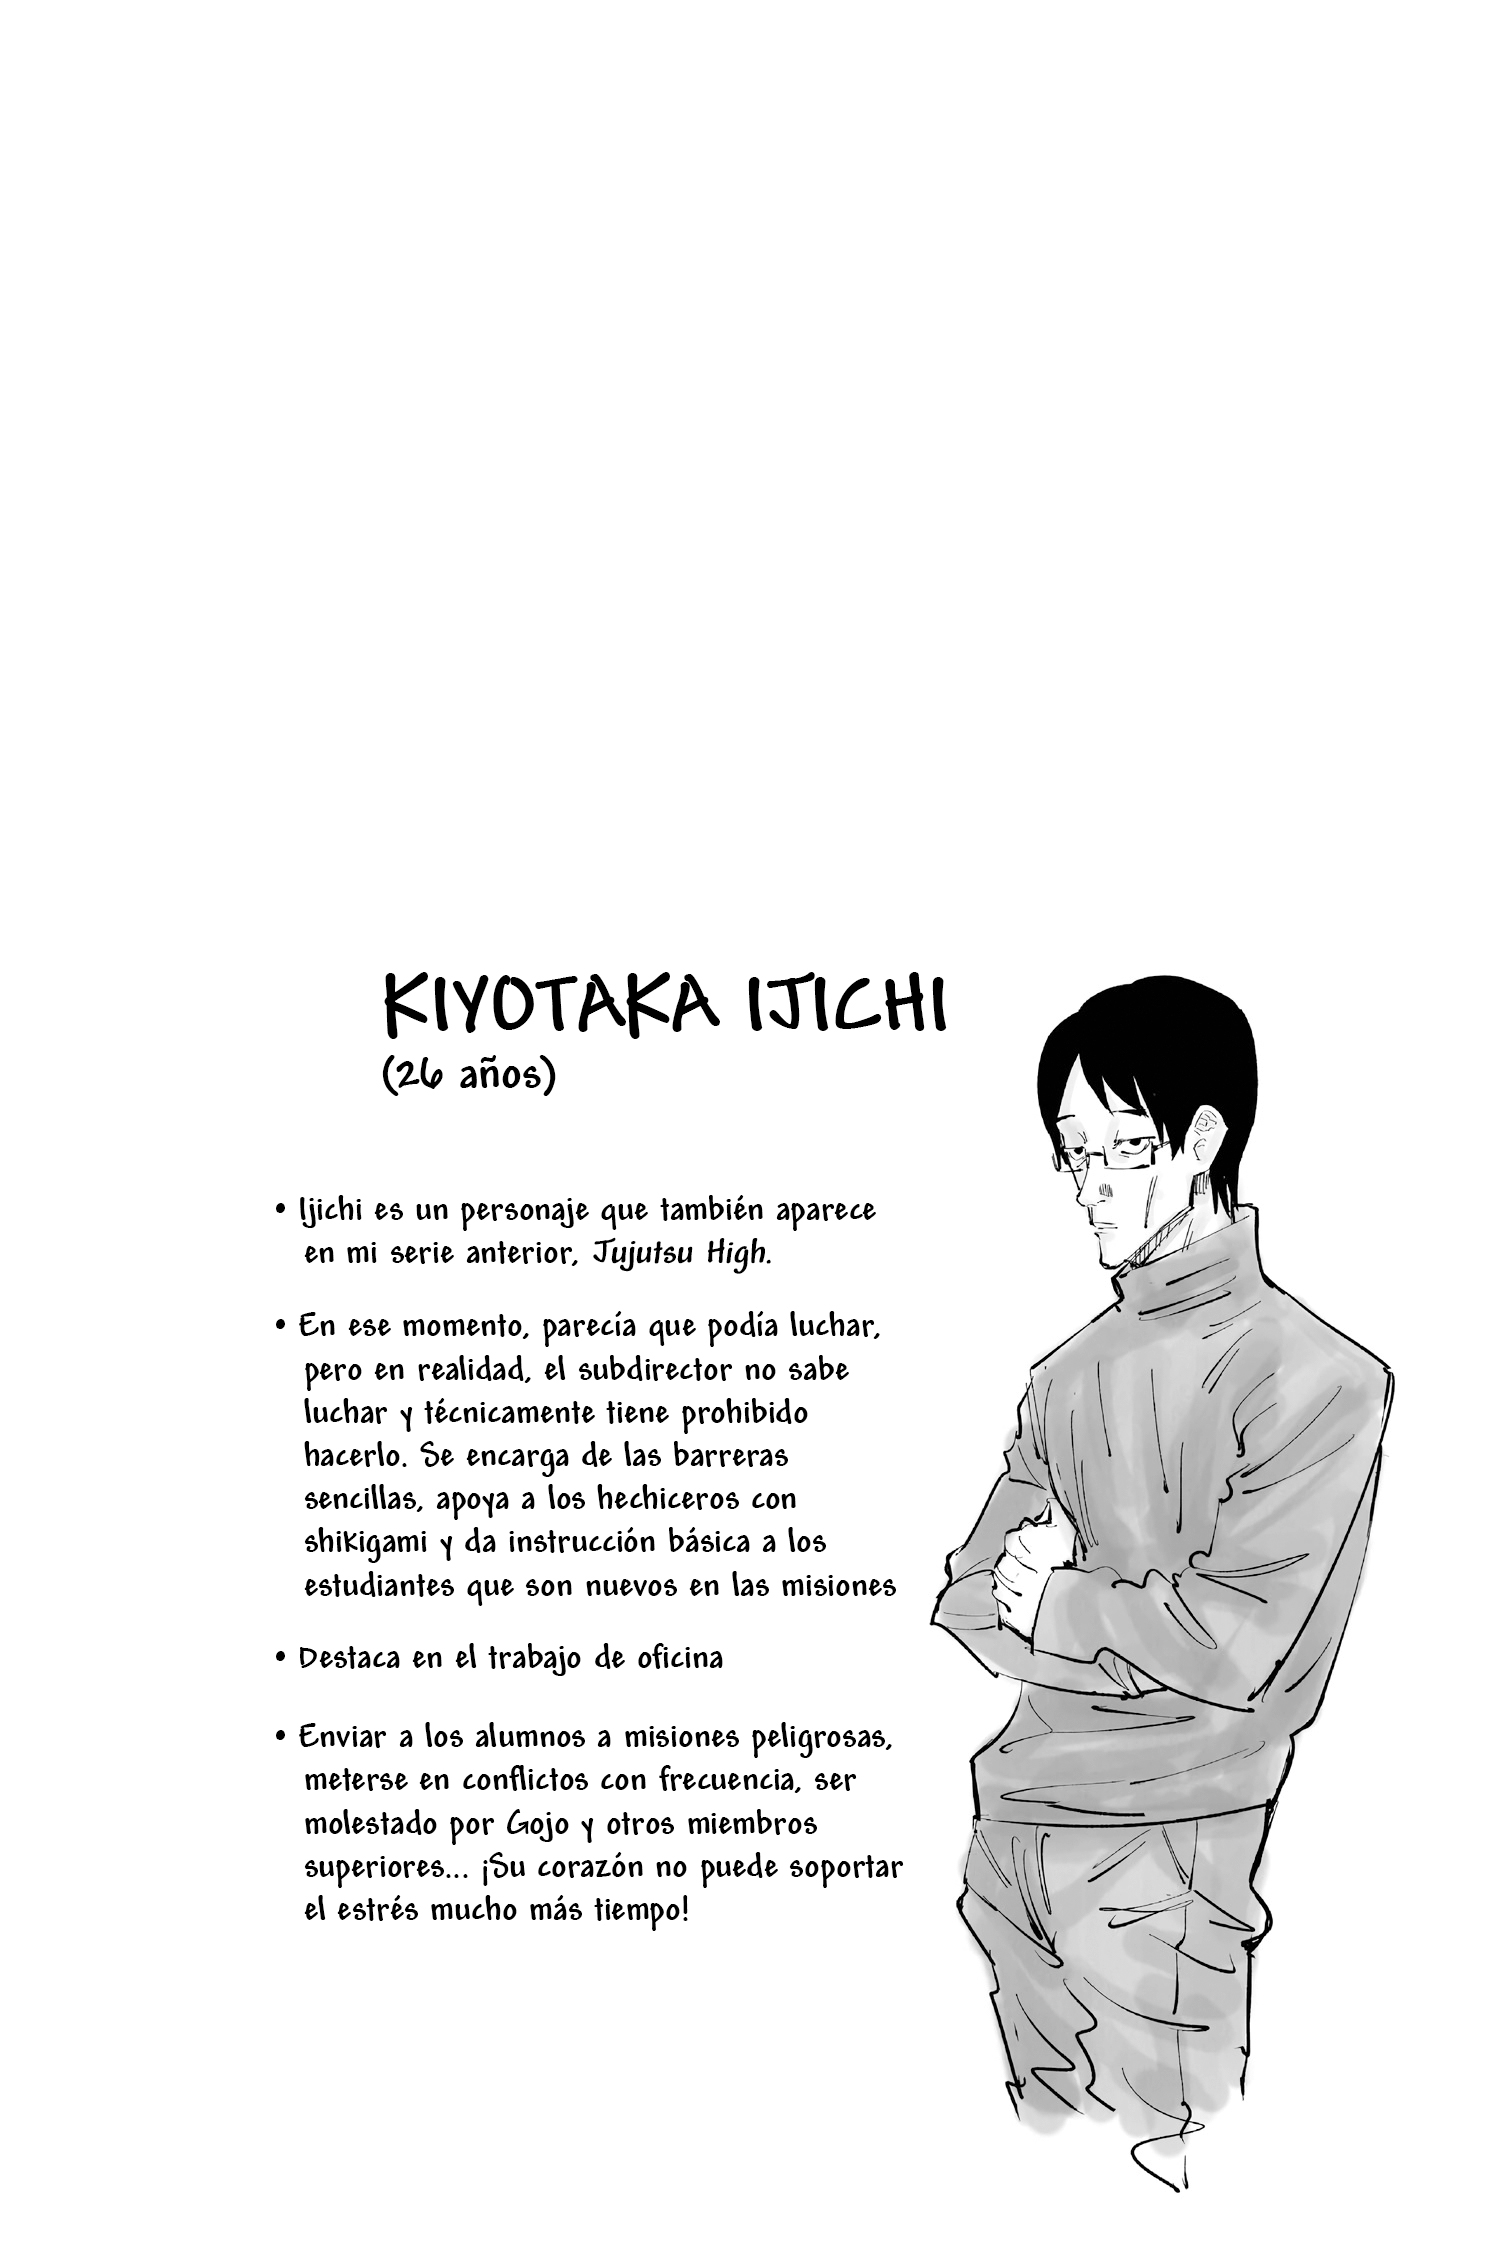 KIYOTAKA IJICHI
(26 años)
• Ijichi es un personaje que también aparece
en mi serie anterior, Jujutsu High.
• En ese momento, parecía que podía luchar,
pero en realidad, el subdirector no sabe
luchar y técnicamente tiene prohibido
hacerlo. Se encarga de las barreras
sencillas, apoya a los hechiceros con
shikigami y da instrucción básica a los
estudiantes que son nuevos en las misiones
• Destaca en el trabajo de oficina
• Enviar a los alumnos a misiones peligrosas,
meterse en conflictos con frecuencia, ser
molestado por Gojo y otros miembros
superiores... ¡Su corazón no puede soportar
el estrés mucho más tiempo!